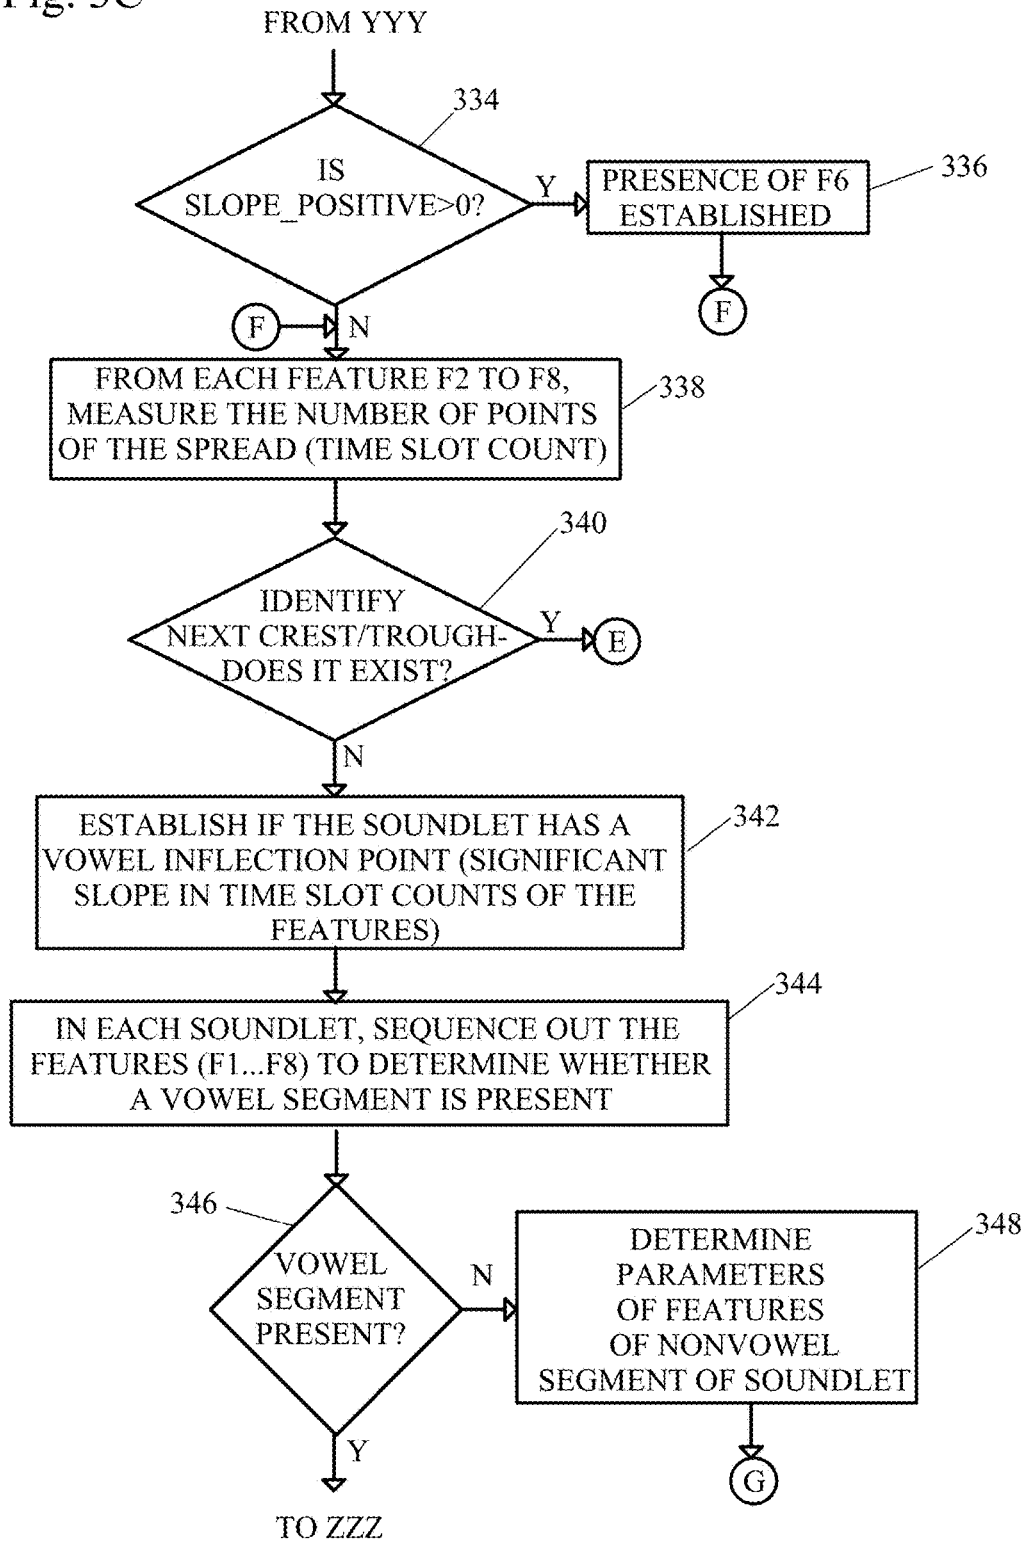 Fig. 3C
FROM YYY
334
IS
SLOPE_POSITIVE>0?
Y
PRESENCE OF F6
ESTABLISHED
336
F
F
N
FROM EACH FEATURE F2 TO F8,
MEASURE THE NUMBER OF POINTS
OF THE SPREAD (TIME SLOT COUNT)
338
340
IDENTIFY
NEXT CREST/TROUGH-
DOES IT EXIST?
Y
E
N
ESTABLISH IF THE SOUNDLET HAS A
VOWEL INFLECTION POINT (SIGNIFICANT
SLOPE IN TIME SLOT COUNTS OF THE
FEATURES)
342
344
IN EACH SOUNDLET, SEQUENCE OUT THE
FEATURES (F1...F8) TO DETERMINE WHETHER
A VOWEL SEGMENT IS PRESENT
346
VOWEL
SEGMENT
PRESENT?
N
DETERMINE
PARAMETERS
OF FEATURES
OF NONVOWEL
SEGMENT OF SOUNDLET
348
Y
G
TO ZZZ